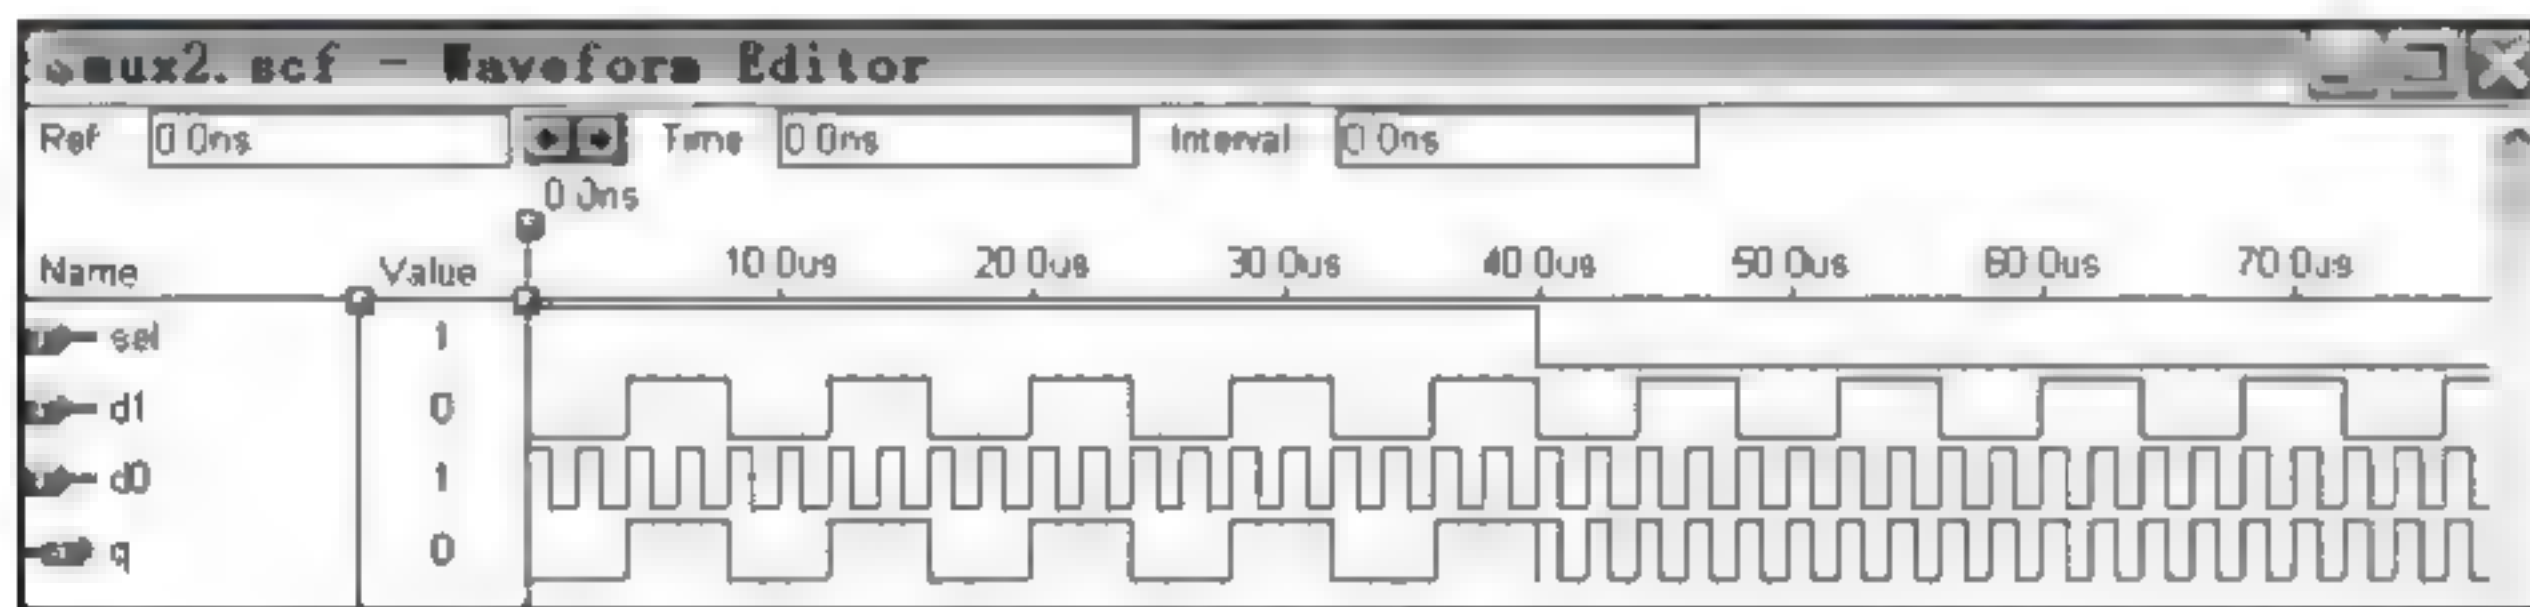 mux2.scf - Waveform Editor
Ref 0 0ns Time 0 0ns Interval 0 0ns
0 0ns
Name Value 10 0us 20 0us 30 0us 40 0us 50 0us 60 0us 70 0us
sel 1
d1 0
d0 1
q 0